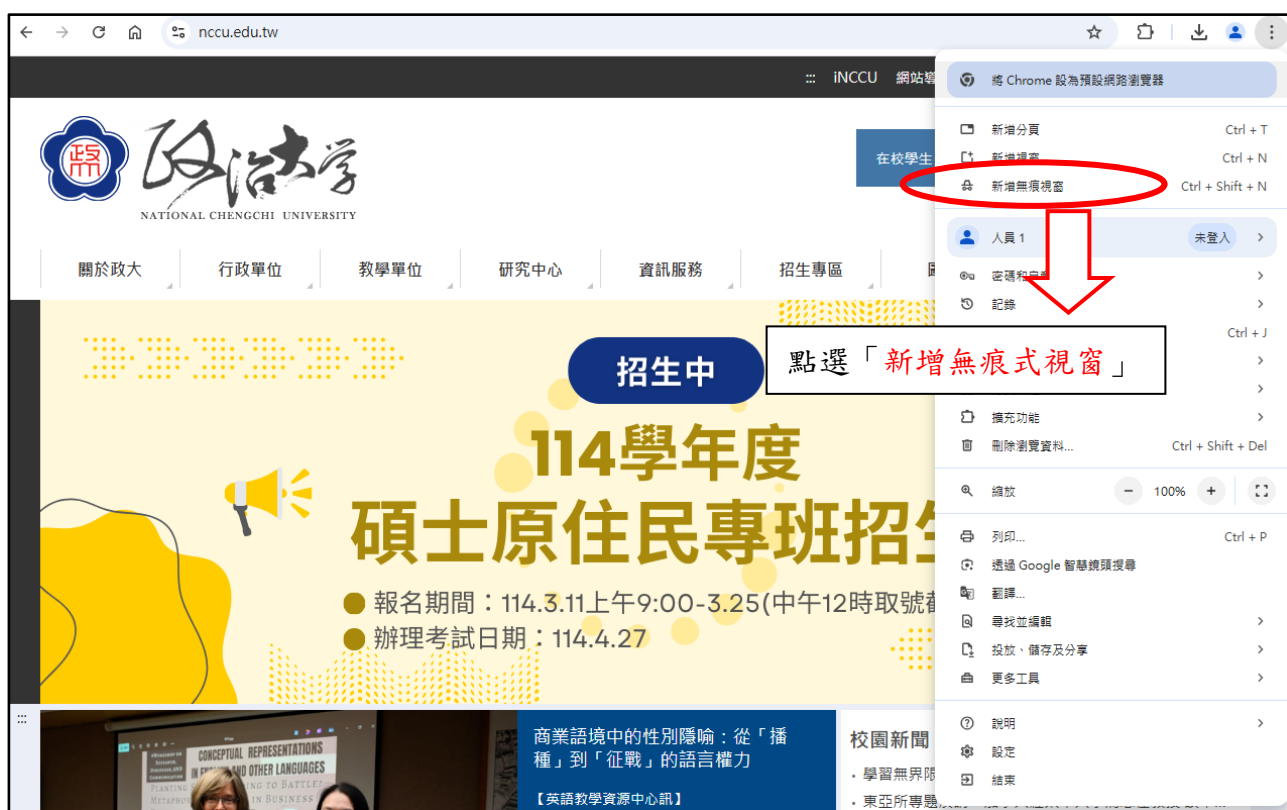 nccu.edu.tw
::: iNCCU 網站導
政治大学
NATIONAL CHENGCHI UNIVERSITY
在校學生
關於政大 行政單位 教學單位 研究中心 資訊服務 招生專區
招生中
114學年度
碩士原住民專班招生
報名期間：114.3.11上午9:00-3.25(中午12時取號截
辦理考試日期：114.4.27
將 Chrome 設為預設網路瀏覽器
新增分頁 Ctrl + T
新增視窗 Ctrl + N
新增無痕視窗 Ctrl + Shift + N
人員 1 未登入
密碼和自動
記錄
Ctrl + J
點選「新增無痕式視窗」
擴充功能
刪除瀏覽資料... Ctrl + Shift + Del
縮放 − 100% +
列印... Ctrl + P
透過 Google 智慧鏡頭搜尋
翻譯...
尋找並編輯
投放、儲存及分享
更多工具
說明
設定
結束
:::
CONCEPTUAL REPRESENTATIONS
IN ENGLISH AND OTHER LANGUAGES
商業語境中的性別隱喻：從「播
種」到「征戰」的語言權力
【英語教學資源中心訊】
校園新聞
學習無界限